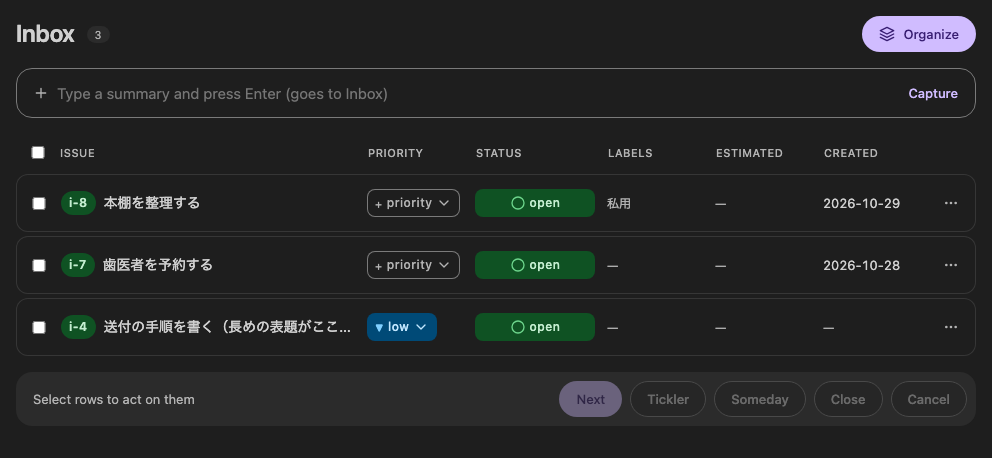 Inbox 3 Organize
+ Type a summary and press Enter (goes to Inbox) Capture
ISSUE PRIORITY STATUS LABELS ESTIMATED CREATED
i-8 本棚を整理する + priority open 私用 — 2026-10-29 ...
i-7 歯医者を予約する + priority open — — 2026-10-28 ...
i-4 送付の手順を書く（長めの表題がここ... low open — — — ...
Select rows to act on them Next Tickler Someday Close Cancel